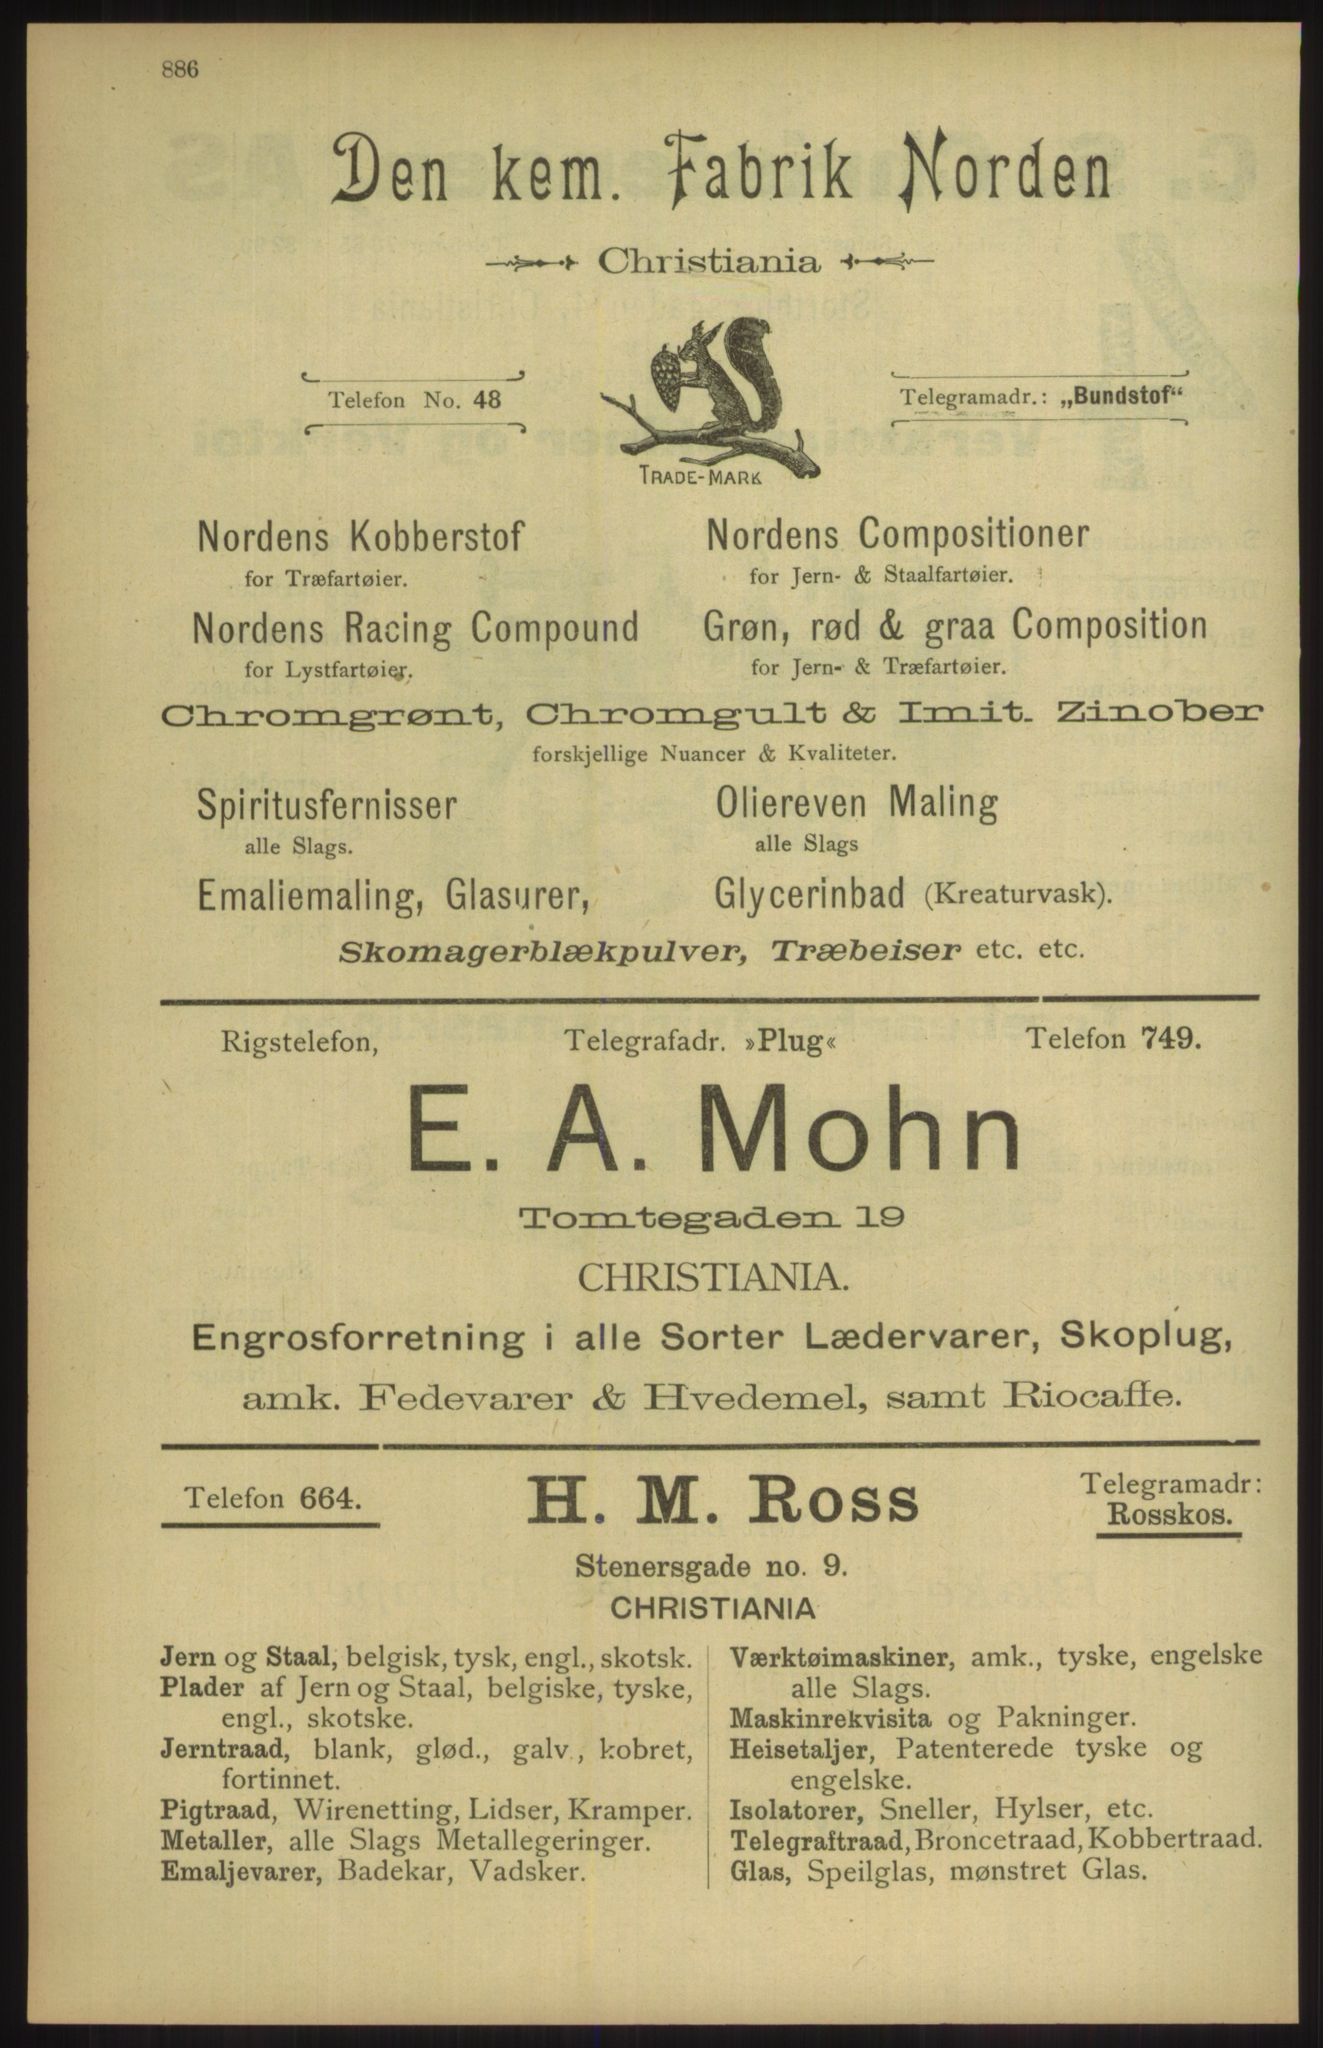 886
Den kem. Fabrik Norden
Christiania
Telefon No. 48
Telegramadr.: „Bundstof“
TRADE-MARK
Nordens Kobberstof
for Træfartøier.
Nordens Compositioner
for Jern- & Staalfartøier.
Nordens Racing Compound
for Lystfartøier.
Grøn, rød & graa Composition
for Jern- & Træfartøier.
Chromgrønt, Chromgult & Imit. Zinober
forskjellige Nuancer & Kvaliteter.
Spiritusfernisser
alle Slags.
Oliereven Maling
alle Slags
Emaliemaling, Glasurer,
Glycerinbad (Kreaturvask).
Skomagerblækpulver, Træbeiser etc. etc.
Rigstelefon, Telegrafadr. »Plug« Telefon 749.
E. A. Mohn
Tomtegaden 19
CHRISTIANIA.
Engrosforretning i alle Sorter Lædervarer, Skoplug,
amk. Fedevarer & Hvedemel, samt Riocaffe.
Telefon 664.
H. M. Ross
Telegramadr:
Rosskos.
Stenersgade no. 9.
CHRISTIANIA
Jern og Staal, belgisk, tysk, engl., skotsk.
Plader af Jern og Staal, belgiske, tyske,
engl., skotske.
Jerntraad, blank, glød., galv., kobret,
fortinnet.
Pigtraad, Wirenetting, Lidser, Kramper.
Metaller, alle Slags Metallegeringer.
Emaljevarer, Badekar, Vadsker.
Værktøimaskiner, amk., tyske, engelske
alle Slags.
Maskinrekvisita og Pakninger.
Heisetaljer, Patenterede tyske og
engelske.
Isolatorer, Sneller, Hylser, etc.
Telegraftraad, Broncetraad, Kobbertraad.
Glas, Speilglas, mønstret Glas.